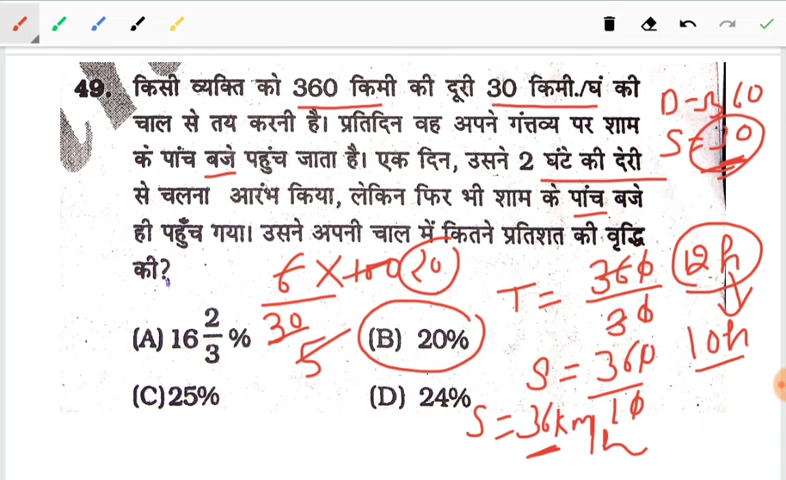 49. किसी व्यक्ति को 360 किमी की दूरी 30 किमी./घं की
चाल से तय करनी है। प्रतिदिन वह अपने गंत्तव्य पर शाम
के पांच बजे पहुंच जाता है। एक दिन, उसने 2 घंटे की देरी
से चलना आरंभ किया, लेकिन फिर भी शाम के पांच बजे
ही पहुँच गया। उसने अपनी चाल में कितने प्रतिशत की वृद्धि
की?
(A) 16 2/3 %
(B) 20%
(C) 25%
(D) 24%
D = 360
S = 30
T = 360/30
12h
10h
S = 360/10
S = 36km/h
6 × 100 20
30
5